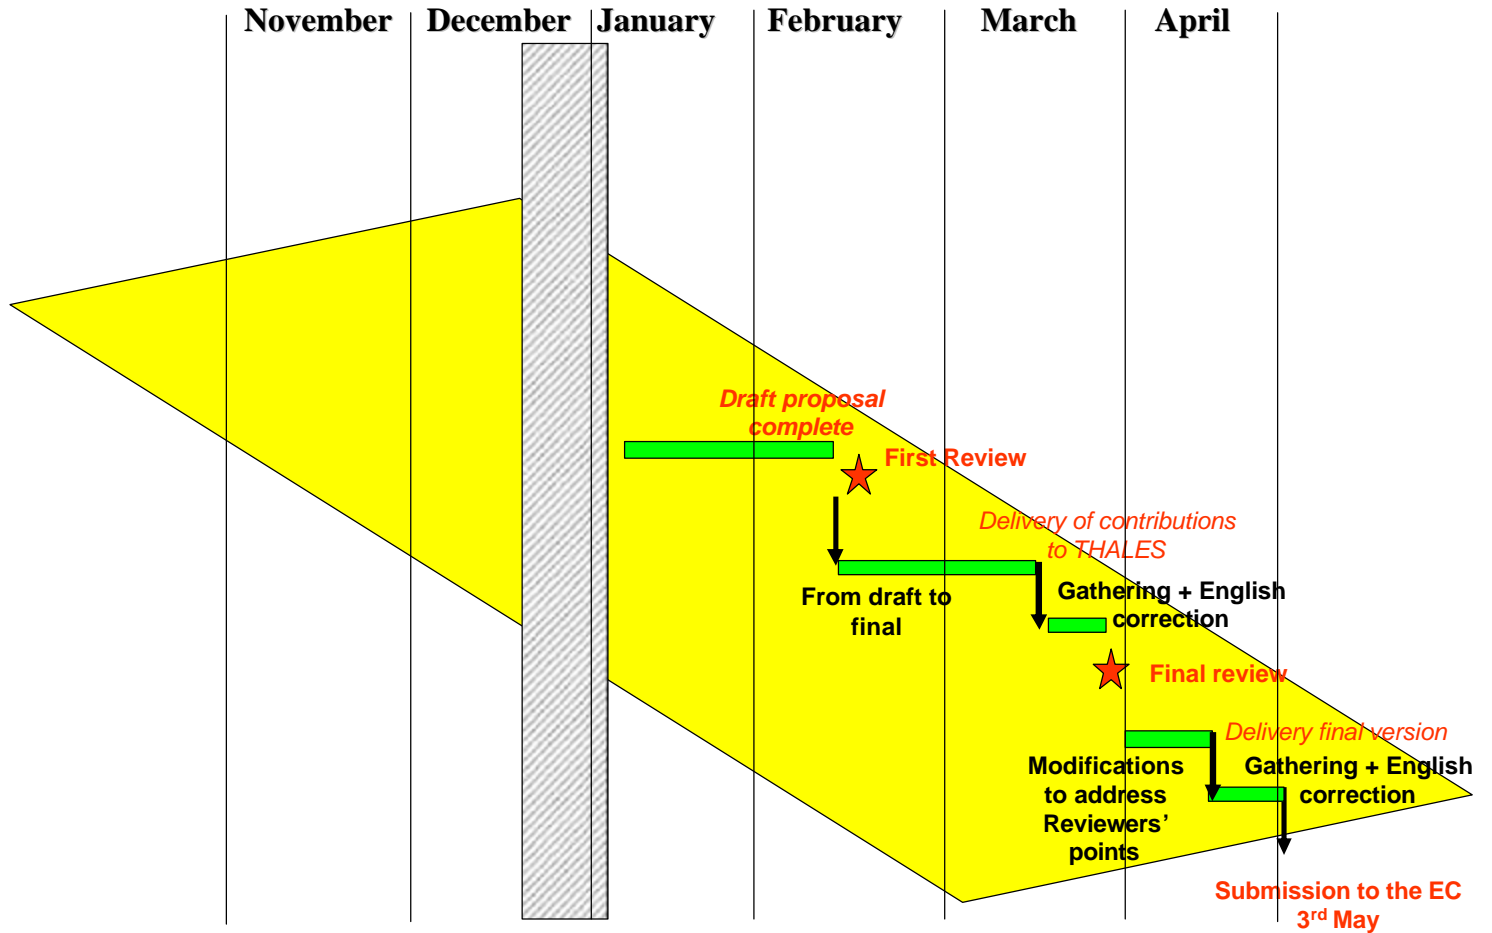 November December January February March April
Draft proposal
complete
First Review
Delivery of contributions
to THALES
From draft to
final
Gathering + English
correction
Final review
Delivery final version
Modifications
to address
Reviewers’
points
Gathering + English
correction
Submission to the EC
3rd May